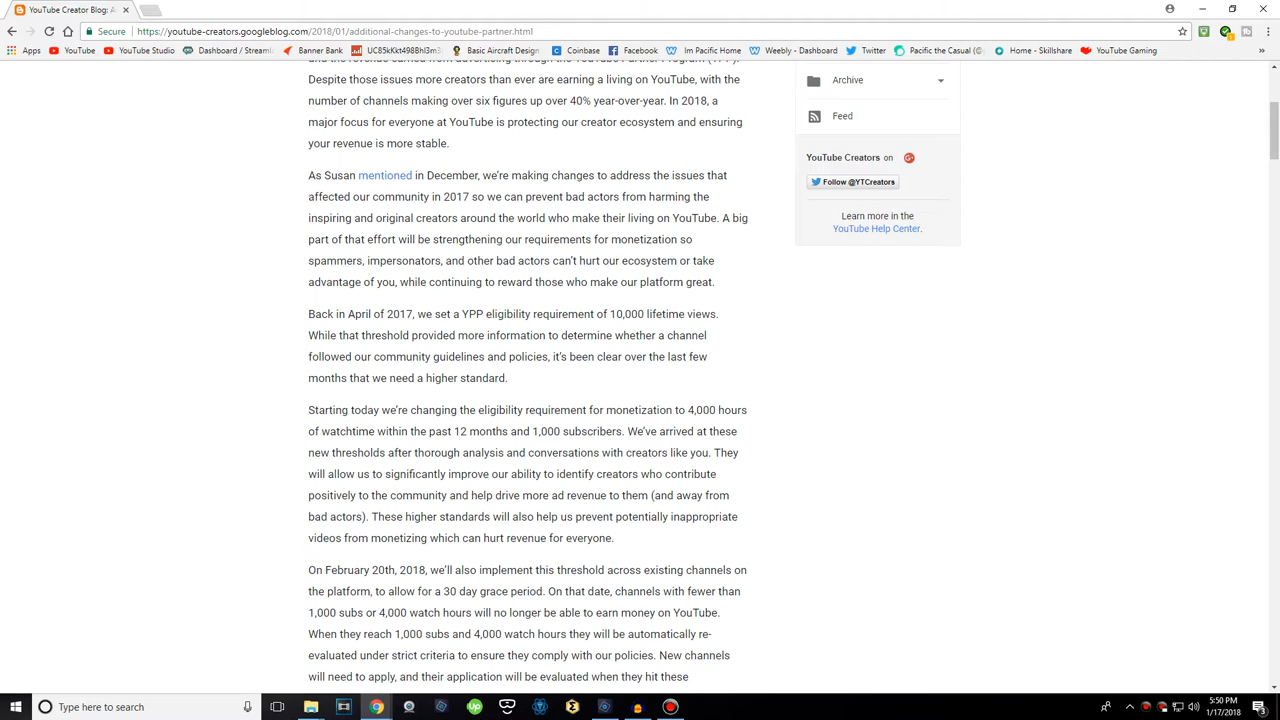 YouTube Creator Blog: A
Secure
https://youtube-creators.googleblog.com/2018/01/additional-changes-to-youtube-partner.html
Apps YouTube YouTube Studio Dashboard / Streaml Banner Bank Basic Aircraft Design Coinbase Facebook Im Pacific Home Weebly - Dashboard Twitter Pacific the Casual (@ Home - Skillshare YouTube Gaming »
and the revenue earned from advertising through the YouTube Partner Program (YPP).
Despite those issues more creators than ever are earning a living on YouTube, with the
number of channels making over six figures up over 40% year-over-year. In 2018, a
major focus for everyone at YouTube is protecting our creator ecosystem and ensuring
your revenue is more stable.
As Susan mentioned in December, we're making changes to address the issues that
affected our community in 2017 so we can prevent bad actors from harming the
inspiring and original creators around the world who make their living on YouTube. A big
part of that effort will be strengthening our requirements for monetization so
spammers, impersonators, and other bad actors can't hurt our ecosystem or take
advantage of you, while continuing to reward those who make our platform great.
Back in April of 2017, we set a YPP eligibility requirement of 10,000 lifetime views.
While that threshold provided more information to determine whether a channel
followed our community guidelines and policies, it's been clear over the last few
months that we need a higher standard.
Starting today we're changing the eligibility requirement for monetization to 4,000 hours
of watchtime within the past 12 months and 1,000 subscribers. We've arrived at these
new thresholds after thorough analysis and conversations with creators like you. They
will allow us to significantly improve our ability to identify creators who contribute
positively to the community and help drive more ad revenue to them (and away from
bad actors). These higher standards will also help us prevent potentially inappropriate
videos from monetizing which can hurt revenue for everyone.
On February 20th, 2018, we'll also implement this threshold across existing channels on
the platform, to allow for a 30 day grace period. On that date, channels with fewer than
1,000 subs or 4,000 watch hours will no longer be able to earn money on YouTube.
When they reach 1,000 subs and 4,000 watch hours they will be automatically re-
evaluated under strict criteria to ensure they comply with our policies. New channels
will need to apply, and their application will be evaluated when they hit these
Archive
Feed
YouTube Creators on
Follow @YTCreators
Learn more in the
YouTube Help Center.
Type here to search
5:50 PM
1/17/2018